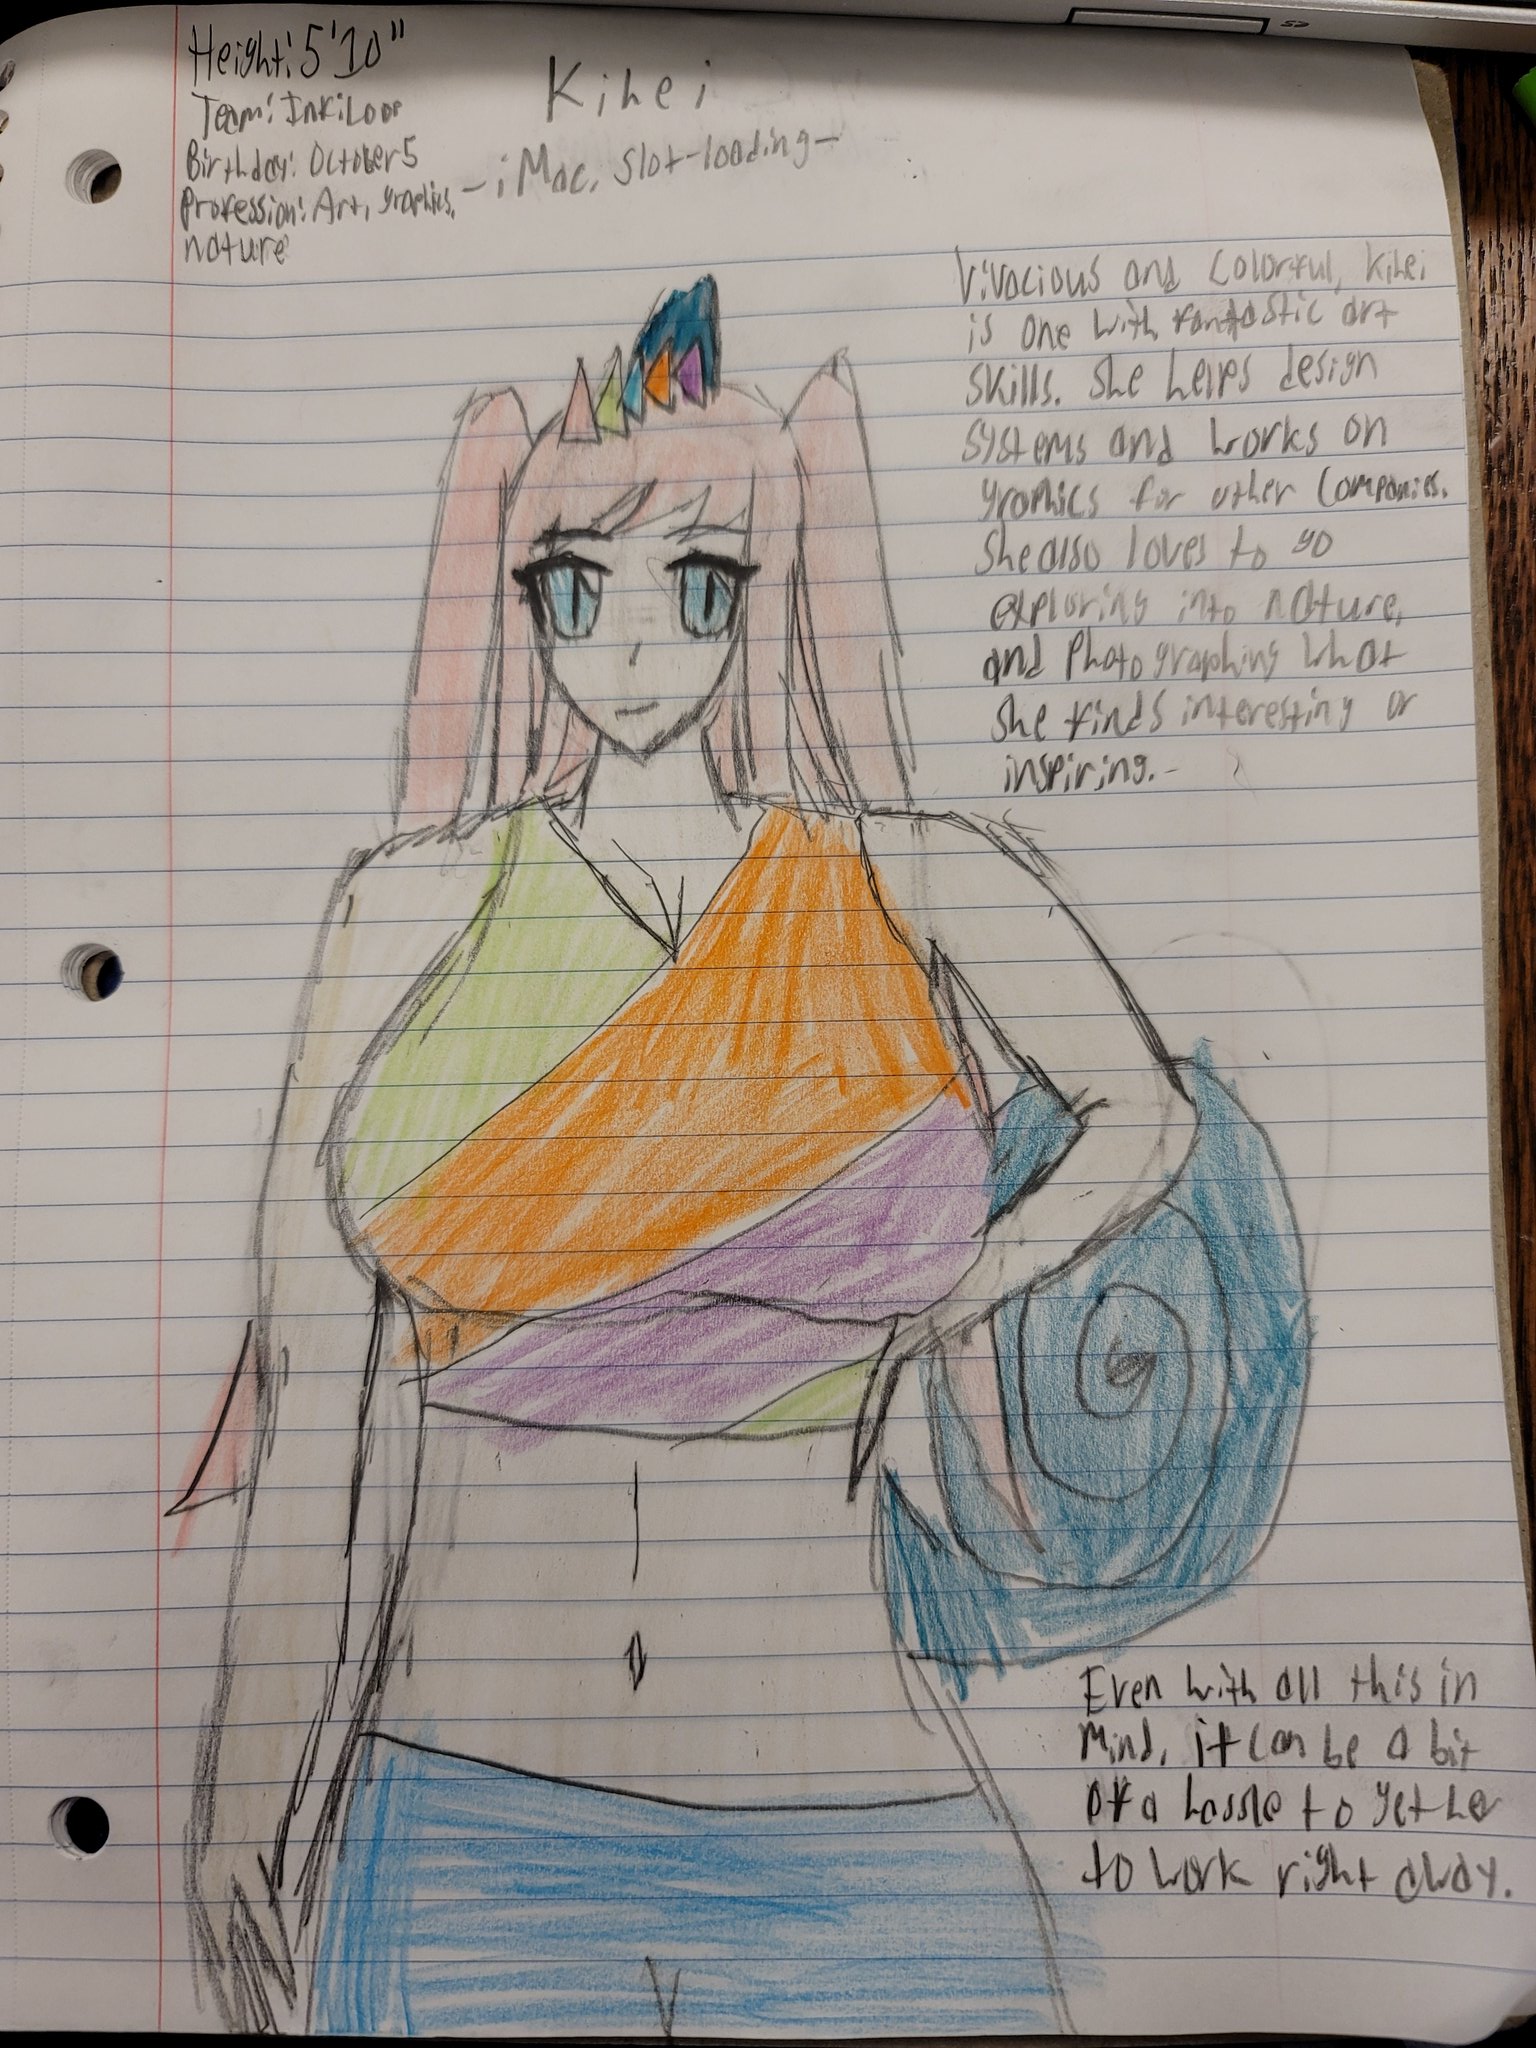 Height: 5'10"
Team: InkiLoop
Birthday: October 5
Profession: Art, graphics,
nature
Kihei
-iMac, Slot-loading-
Vivacious and Colorful, Kihei
is one with fantastic art
skills. She helps design
systems and works on
graphics for other Companies.
She also loves to go
exploring into nature,
and Photographing what
she finds interesting or
inspiring.-
Even with all this in
Mind, it can be a bit
of a hassle to get her
to work right away.